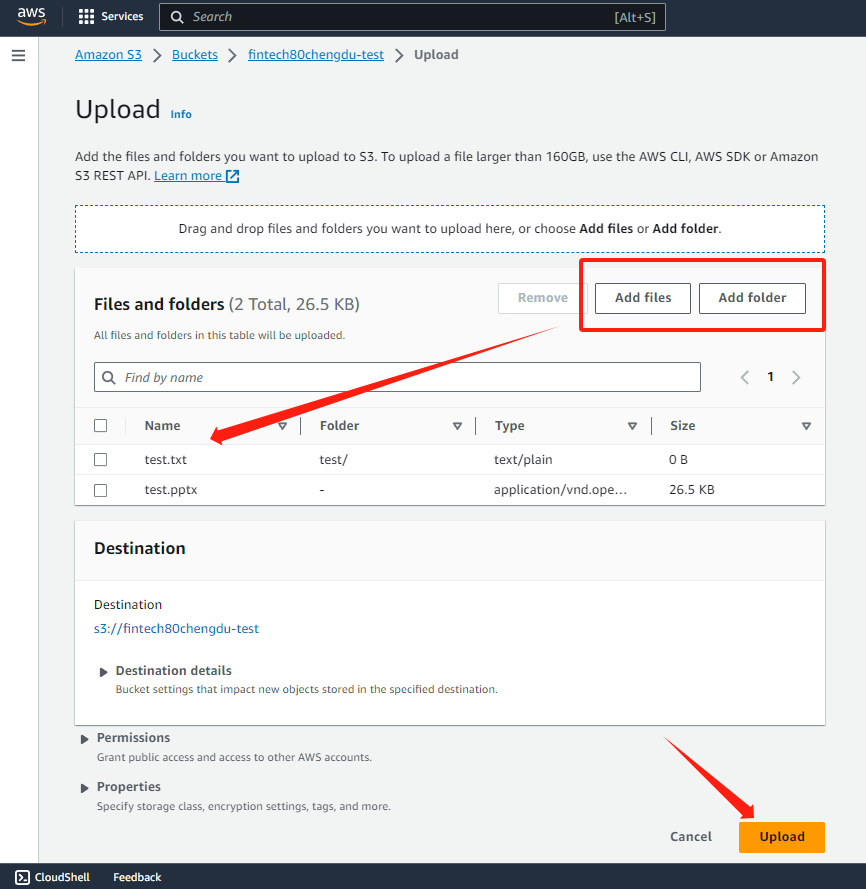 aws
Services
Search
[Alt+S]
Amazon S3 > Buckets > fintech80chengdu-test > Upload
Upload Info
Add the files and folders you want to upload to S3. To upload a file larger than 160GB, use the AWS CLI, AWS SDK or Amazon
S3 REST API. Learn more
Drag and drop files and folders you want to upload here, or choose Add files or Add folder.
Files and folders (2 Total, 26.5 KB)
Remove
Add files
Add folder
All files and folders in this table will be uploaded.
Find by name
1
Name Folder Type Size
test.txt test/ text/plain 0 B
test.pptx - application/vnd.ope... 26.5 KB
Destination
Destination
s3://fintech80chengdu-test
Destination details
Bucket settings that impact new objects stored in the specified destination.
Permissions
Grant public access and access to other AWS accounts.
Properties
Specify storage class, encryption settings, tags, and more.
Cancel
Upload
CloudShell
Feedback